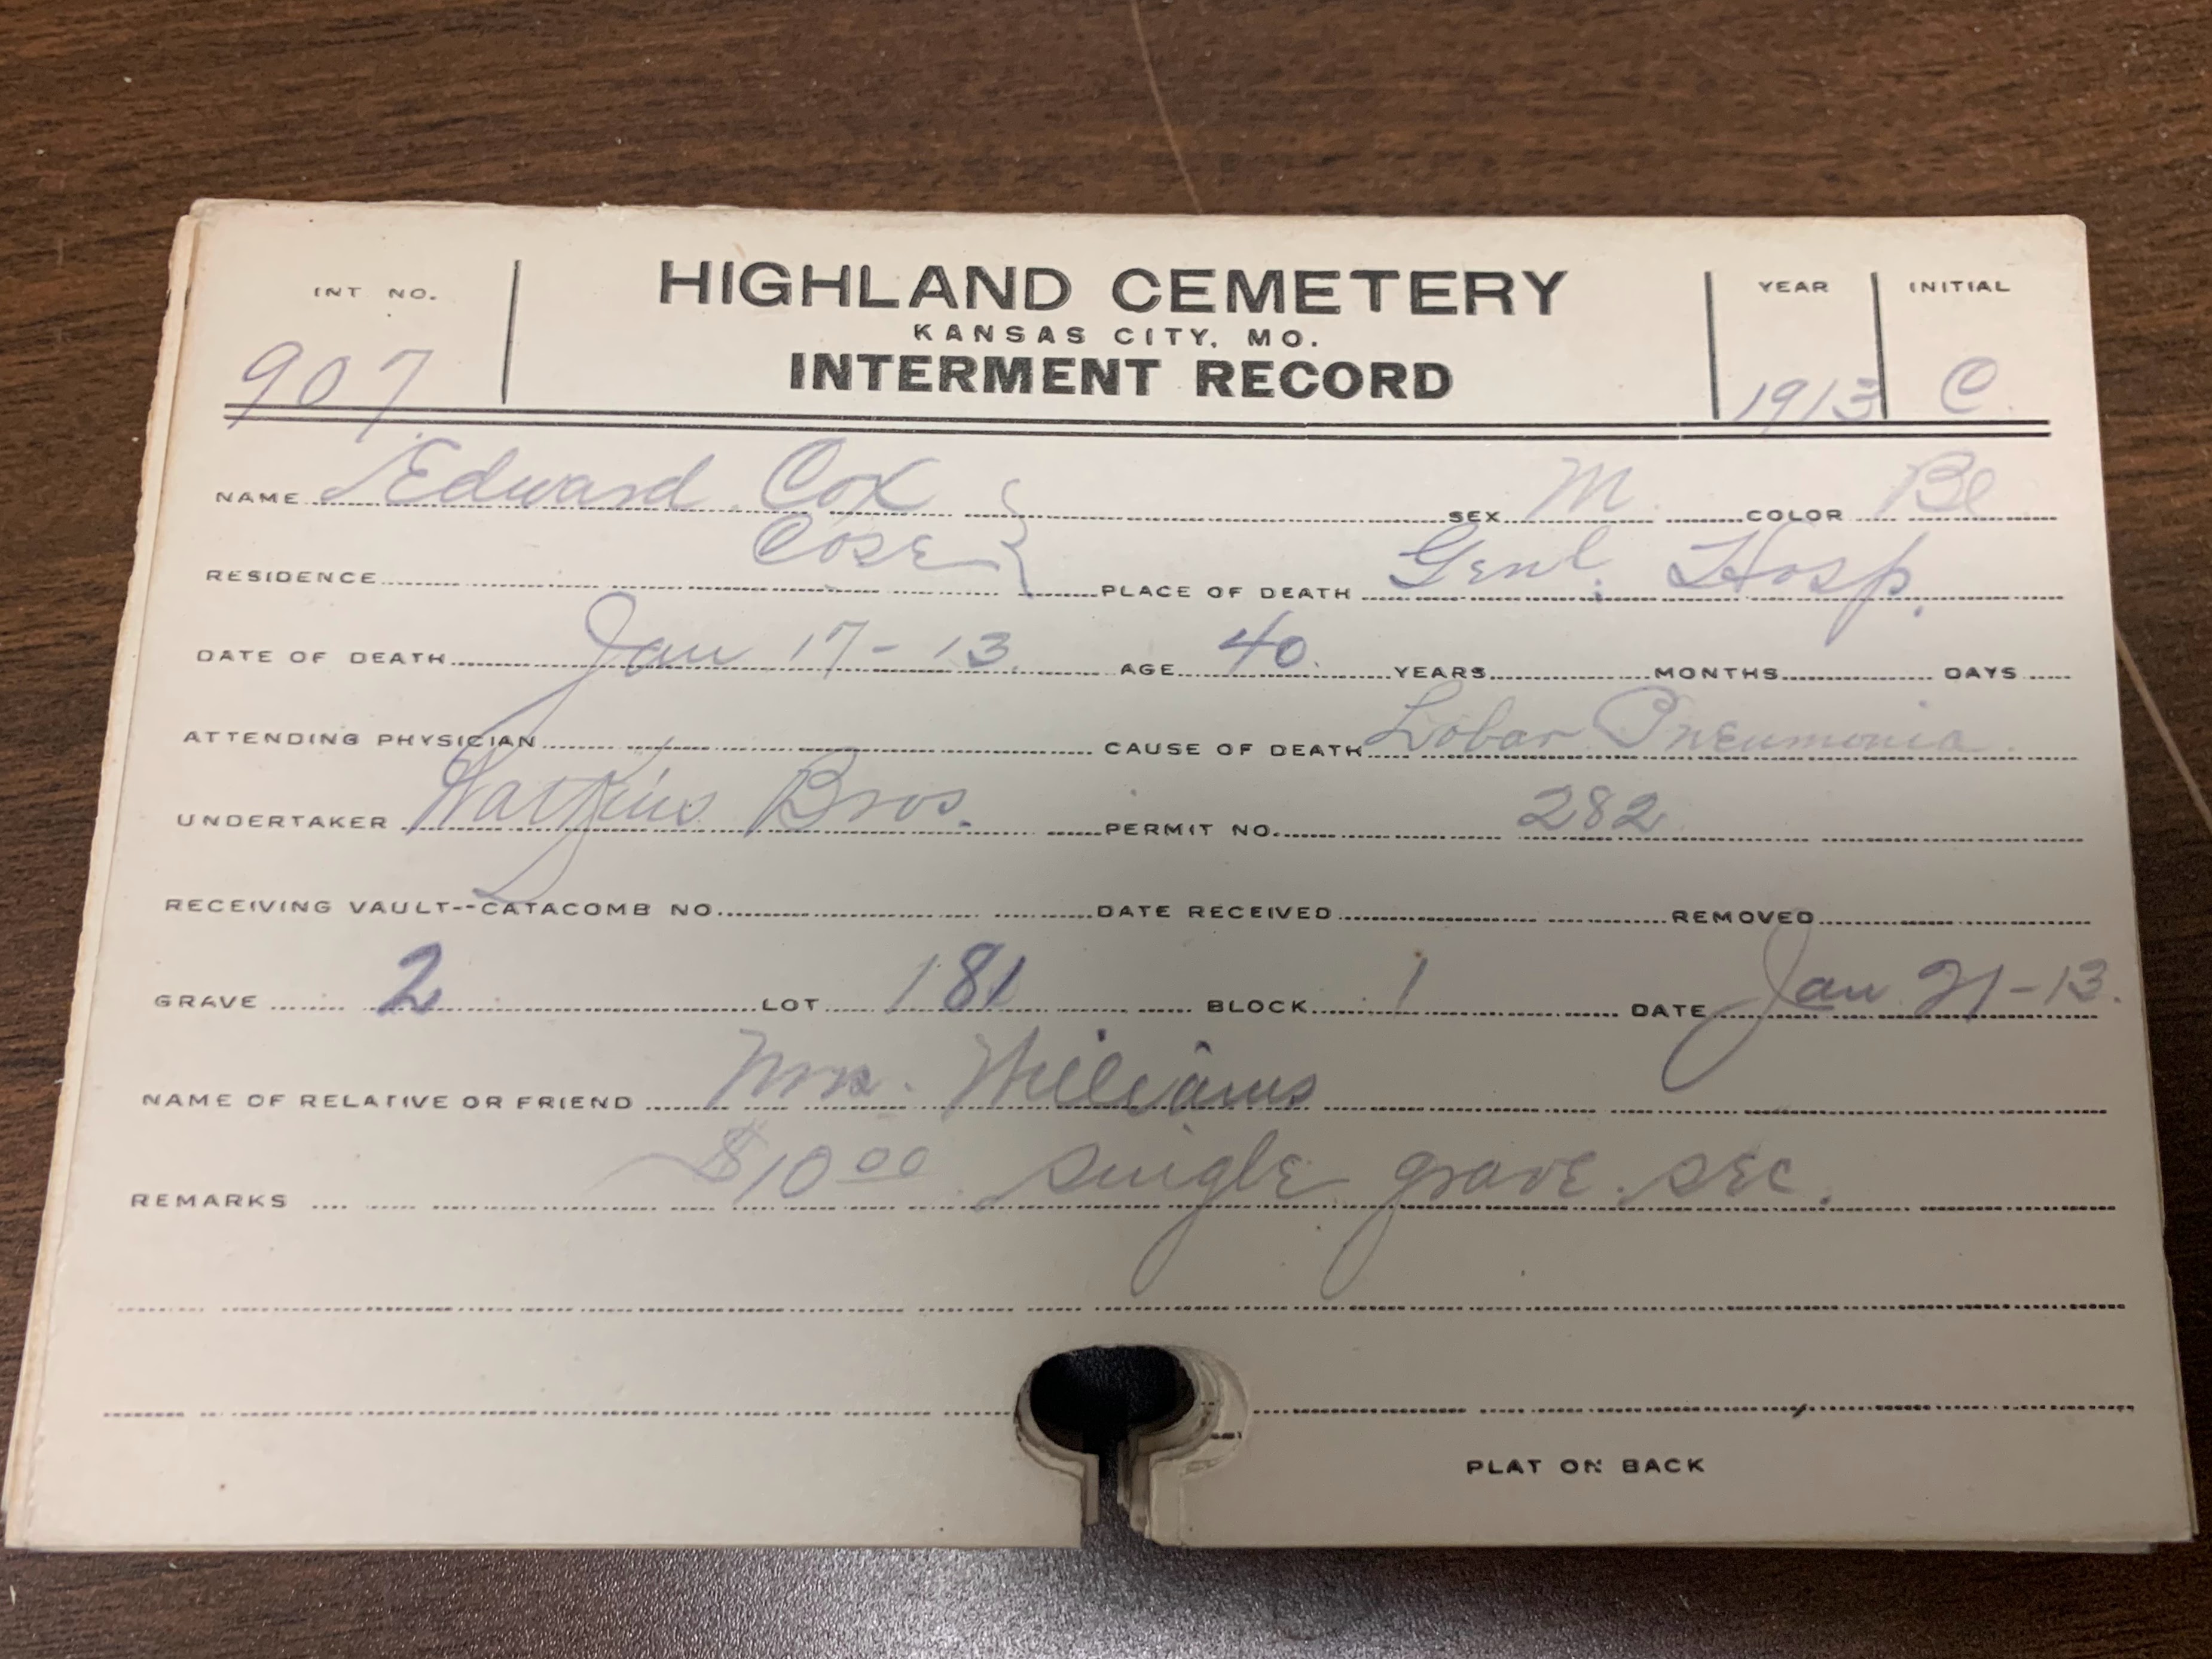 INT NO. HIGHLAND CEMETERY YEAR INITIAL
KANSAS CITY, MO.
907 INTERMENT RECORD 1913 C
NAME Edward Cox SEX M COLOR Bl
Cose
RESIDENCE PLACE OF DEATH Genl. Hosp.
DATE OF DEATH Jan 17-13. AGE 40. YEARS MONTHS DAYS
ATTENDING PHYSICIAN CAUSE OF DEATH Lobar Pneumonia.
UNDERTAKER Watkins Bros. PERMIT NO. 282
RECEIVING VAULT--CATACOMB NO. DATE RECEIVED REMOVED
GRAVE 2 LOT 181 BLOCK 1 DATE Jan 21-13.
NAME OF RELATIVE OR FRIEND Mrs. Williams
REMARKS $10 00 single grave sec.
PLAT ON BACK